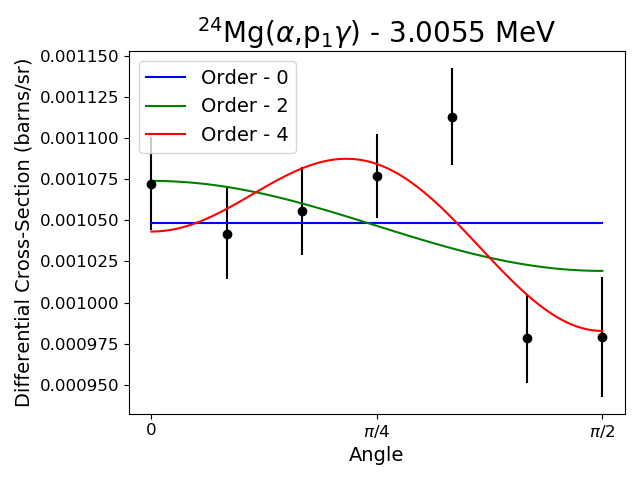 ²⁴Mg(α,p₁γ) - 3.0055 MeV
Differential Cross-Section (barns/sr)
0.001150
0.001125
0.001100
0.001075
0.001050
0.001025
0.001000
0.000975
0.000950
Order - 0
Order - 2
Order - 4
0
π/4
π/2
Angle